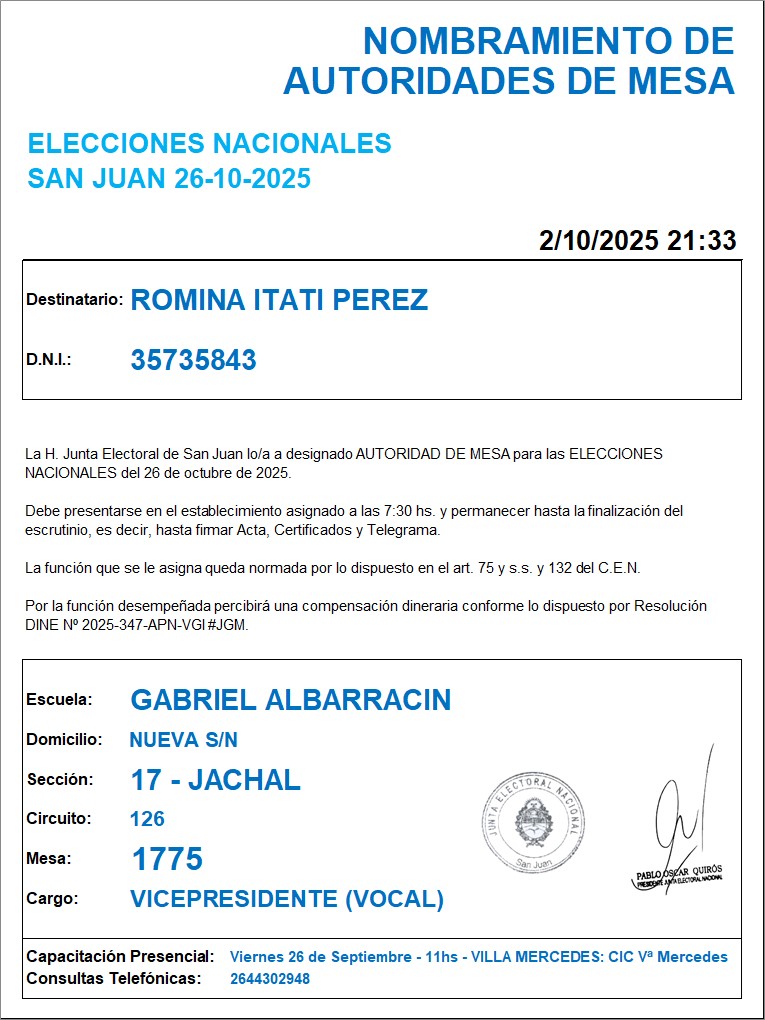 NOMBRAMIENTO DE
AUTORIDADES DE MESA
ELECCIONES NACIONALES
SAN JUAN 26-10-2025
2/10/2025 21:33
Destinatario: ROMINA ITATI PEREZ
D.N.I.: 35735843
La H. Junta Electoral de San Juan lo/a a designado AUTORIDAD DE MESA para las ELECCIONES
NACIONALES del 26 de octubre de 2025.
Debe presentarse en el establecimiento asignado a las 7:30 hs. y permanecer hasta la finalización del
escrutinio, es decir, hasta firmar Acta, Certificados y Telegrama.
La función que se le asigna queda normada por lo dispuesto en el art. 75 y s.s. y 132 del C.E.N.
Por la función desempeñada percibirá una compensación dineraria conforme lo dispuesto por Resolución
DINE Nº 2025-347-APN-VGI#JGM.
Escuela: GABRIEL ALBARRACIN
Domicilio: NUEVA S/N
Sección: 17 - JACHAL
Circuito: 126
Mesa: 1775
Cargo: VICEPRESIDENTE (VOCAL)
JUNTA ELECTORAL NACIONAL
San Juan
PABLO OSCAR QUIRÓS
PRESIDENTE JUNTA ELECTORAL NACIONAL
Capacitación Presencial: Viernes 26 de Septiembre - 11hs - VILLA MERCEDES: CIC Vª Mercedes
Consultas Telefónicas: 2644302948